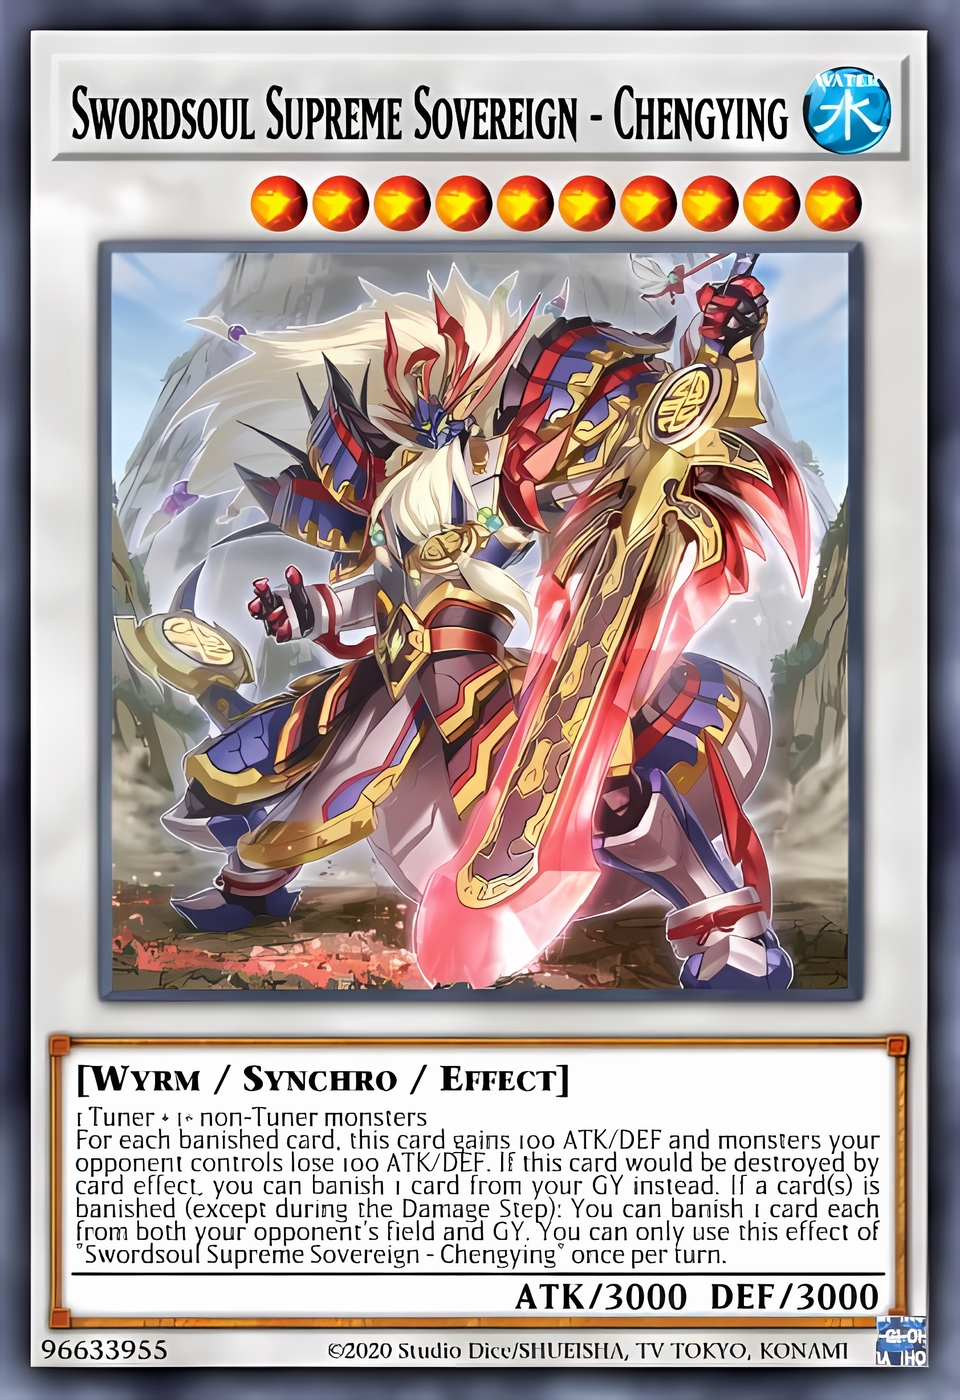 Swordsoul Supreme Sovereign - Chengying
WATER
水
[Wyrm / Synchro / Effect]
1 Tuner + 1+ non-Tuner monsters
For each banished card, this card gains 100 ATK/DEF and monsters your
opponent controls lose 100 ATK/DEF. If this card would be destroyed by
card effect, you can banish 1 card from your GY instead. If a card(s) is
banished (except during the Damage Step): You can banish 1 card each
from both your opponent's field and GY. You can only use this effect of
"Swordsoul Supreme Sovereign - Chengying" once per turn.
ATK/3000 DEF/3000
96633955
©2020 Studio Dice/SHUEISHA, TV TOKYO, KONAMI